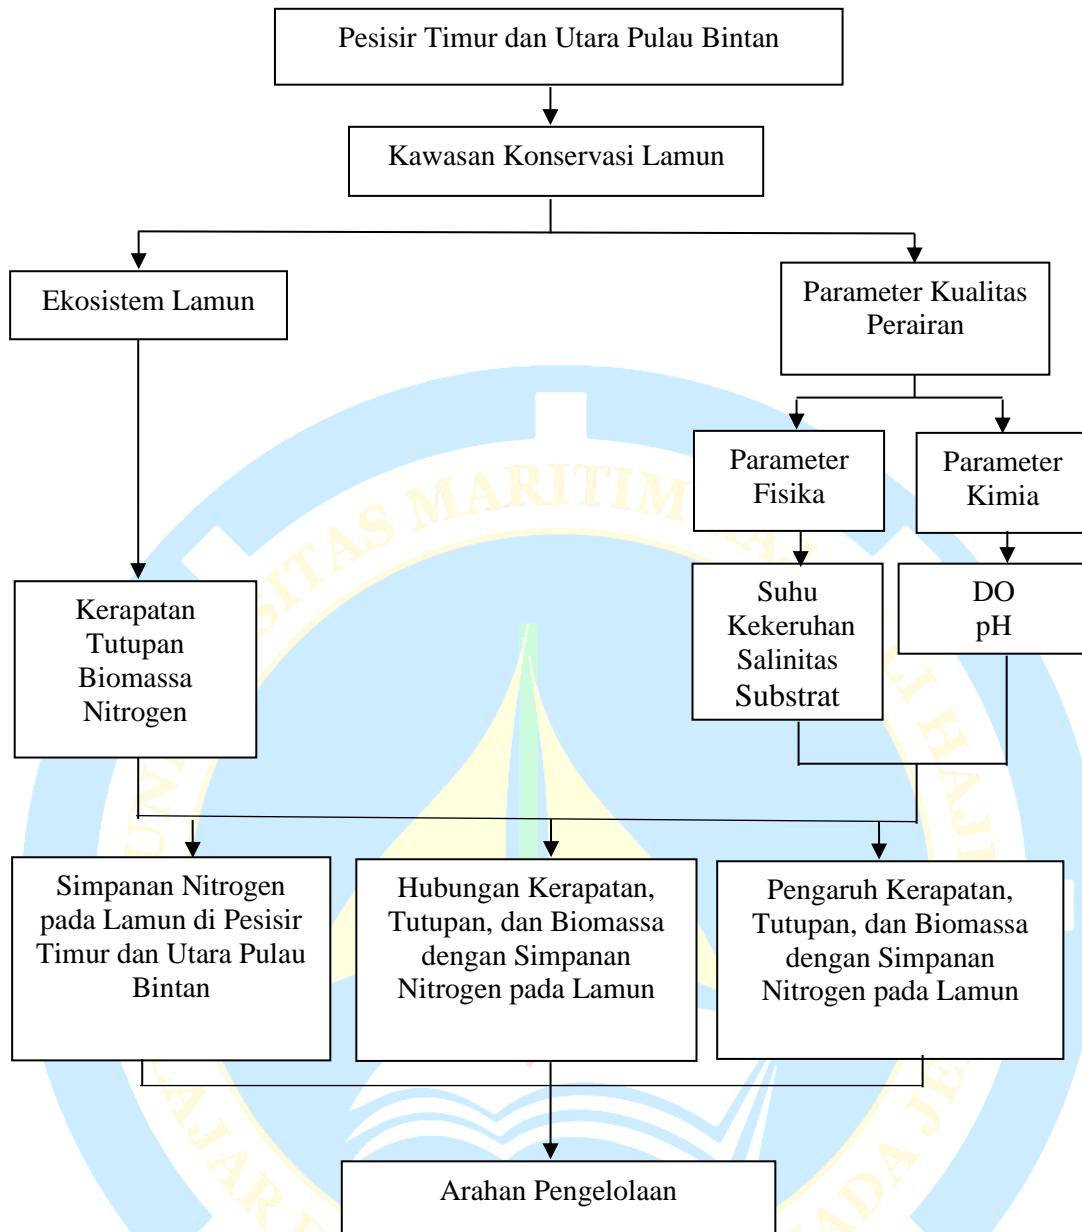 Pesisir Timur dan Utara Pulau Bintan
Kawasan Konservasi Lamun
Ekosistem Lamun
Parameter Kualitas
Perairan
Parameter
Fisika
Parameter
Kimia
Kerapatan
Tutupan
Biomassa
Nitrogen
Suhu
Kekeruhan
Salinitas
Substrat
DO
pH
Simpanan Nitrogen
pada Lamun di Pesisir
Timur dan Utara Pulau
Bintan
Hubungan Kerapatan,
Tutupan, dan Biomassa
dengan Simpanan
Nitrogen pada Lamun
Pengaruh Kerapatan,
Tutupan, dan Biomassa
dengan Simpanan
Nitrogen pada Lamun
Arahan Pengelolaan